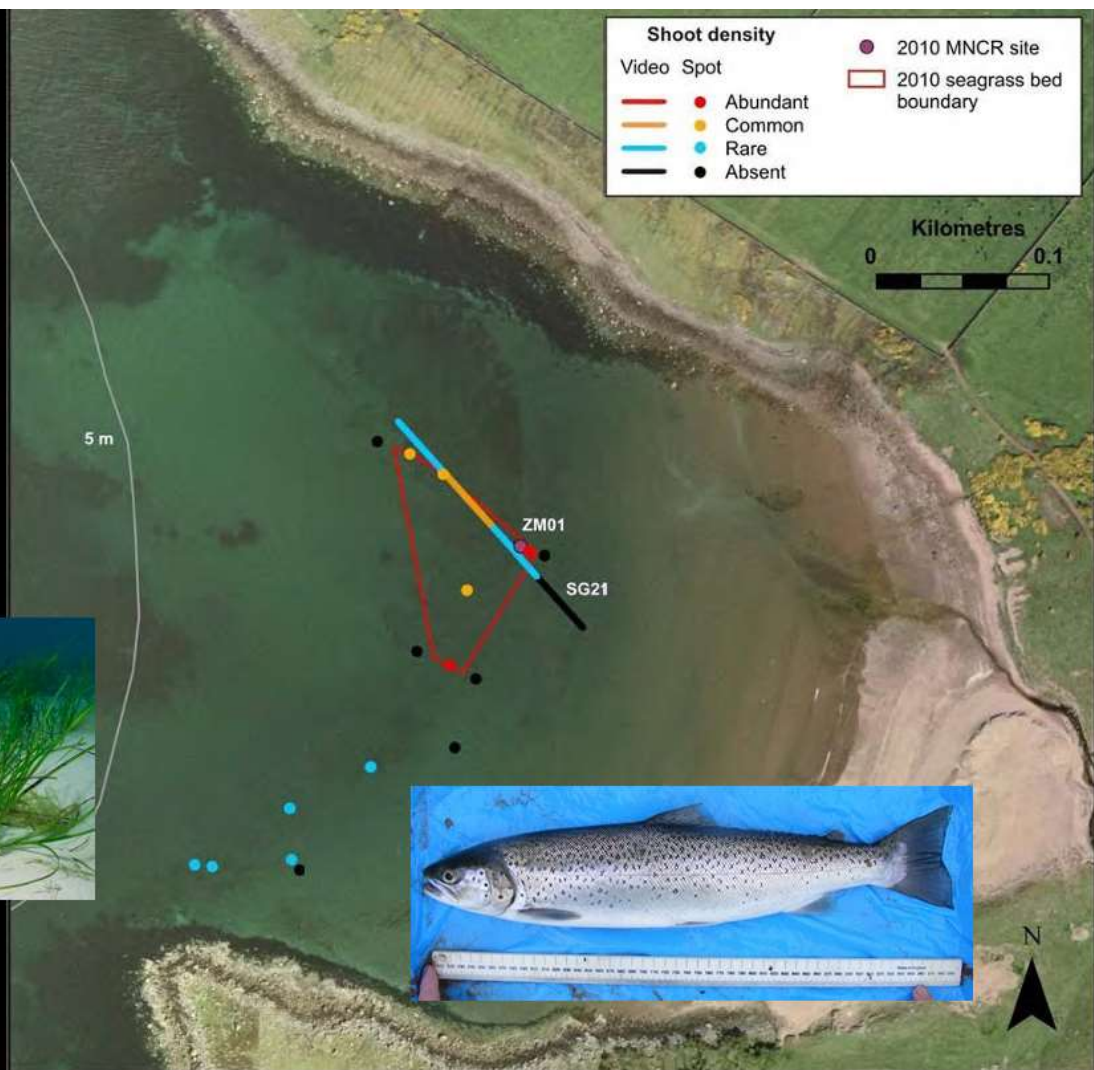 Shoot density
Video Spot
Abundant
Common
Rare
Absent
2010 MNCR site
2010 seagrass bed
boundary
Kilometres
0 0.1
5 m
ZM01
SG21
N